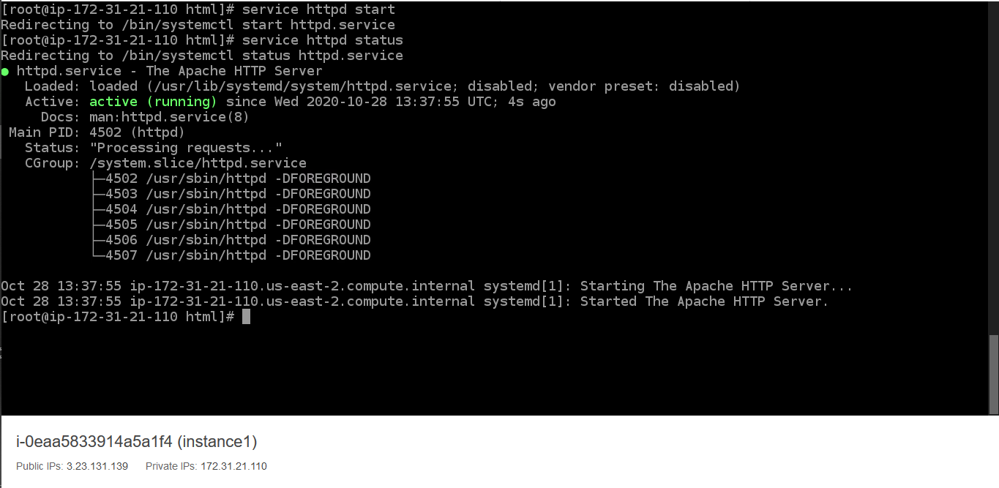 [root@ip-172-31-21-110 html]# service httpd start
Redirecting to /bin/systemctl start httpd.service
[root@ip-172-31-21-110 html]# service httpd status
Redirecting to /bin/systemctl status httpd.service
● httpd.service - The Apache HTTP Server
   Loaded: loaded (/usr/lib/systemd/system/httpd.service; disabled; vendor preset: disabled)
   Active: active (running) since Wed 2020-10-28 13:37:55 UTC; 4s ago
     Docs: man:httpd.service(8)
 Main PID: 4502 (httpd)
   Status: "Processing requests..."
   CGroup: /system.slice/httpd.service
           ├─4502 /usr/sbin/httpd -DFOREGROUND
           ├─4503 /usr/sbin/httpd -DFOREGROUND
           ├─4504 /usr/sbin/httpd -DFOREGROUND
           ├─4505 /usr/sbin/httpd -DFOREGROUND
           ├─4506 /usr/sbin/httpd -DFOREGROUND
           └─4507 /usr/sbin/httpd -DFOREGROUND
Oct 28 13:37:55 ip-172-31-21-110.us-east-2.compute.internal systemd[1]: Starting The Apache HTTP Server...
Oct 28 13:37:55 ip-172-31-21-110.us-east-2.compute.internal systemd[1]: Started The Apache HTTP Server.
[root@ip-172-31-21-110 html]#
i-0eaa5833914a5a1f4 (instance1)
Public IPs: 3.23.131.139 Private IPs: 172.31.21.110